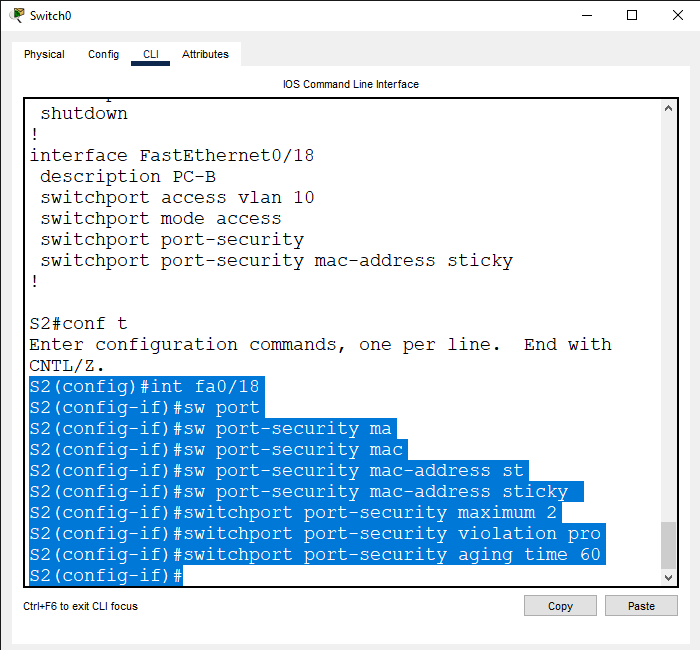 Switch0
Physical Config CLI Attributes
IOS Command Line Interface
shutdown
!
interface FastEthernet0/18
description PC-B
switchport access vlan 10
switchport mode access
switchport port-security
switchport port-security mac-address sticky
!
S2#conf t
Enter configuration commands, one per line. End with
CNTL/Z.
S2(config)#int fa0/18
S2(config-if)#sw port
S2(config-if)#sw port-security ma
S2(config-if)#sw port-security mac
S2(config-if)#sw port-security mac-address st
S2(config-if)#sw port-security mac-address sticky
S2(config-if)#switchport port-security maximum 2
S2(config-if)#switchport port-security violation pro
S2(config-if)#switchport port-security aging time 60
S2(config-if)#
Ctrl+F6 to exit CLI focus
Copy Paste